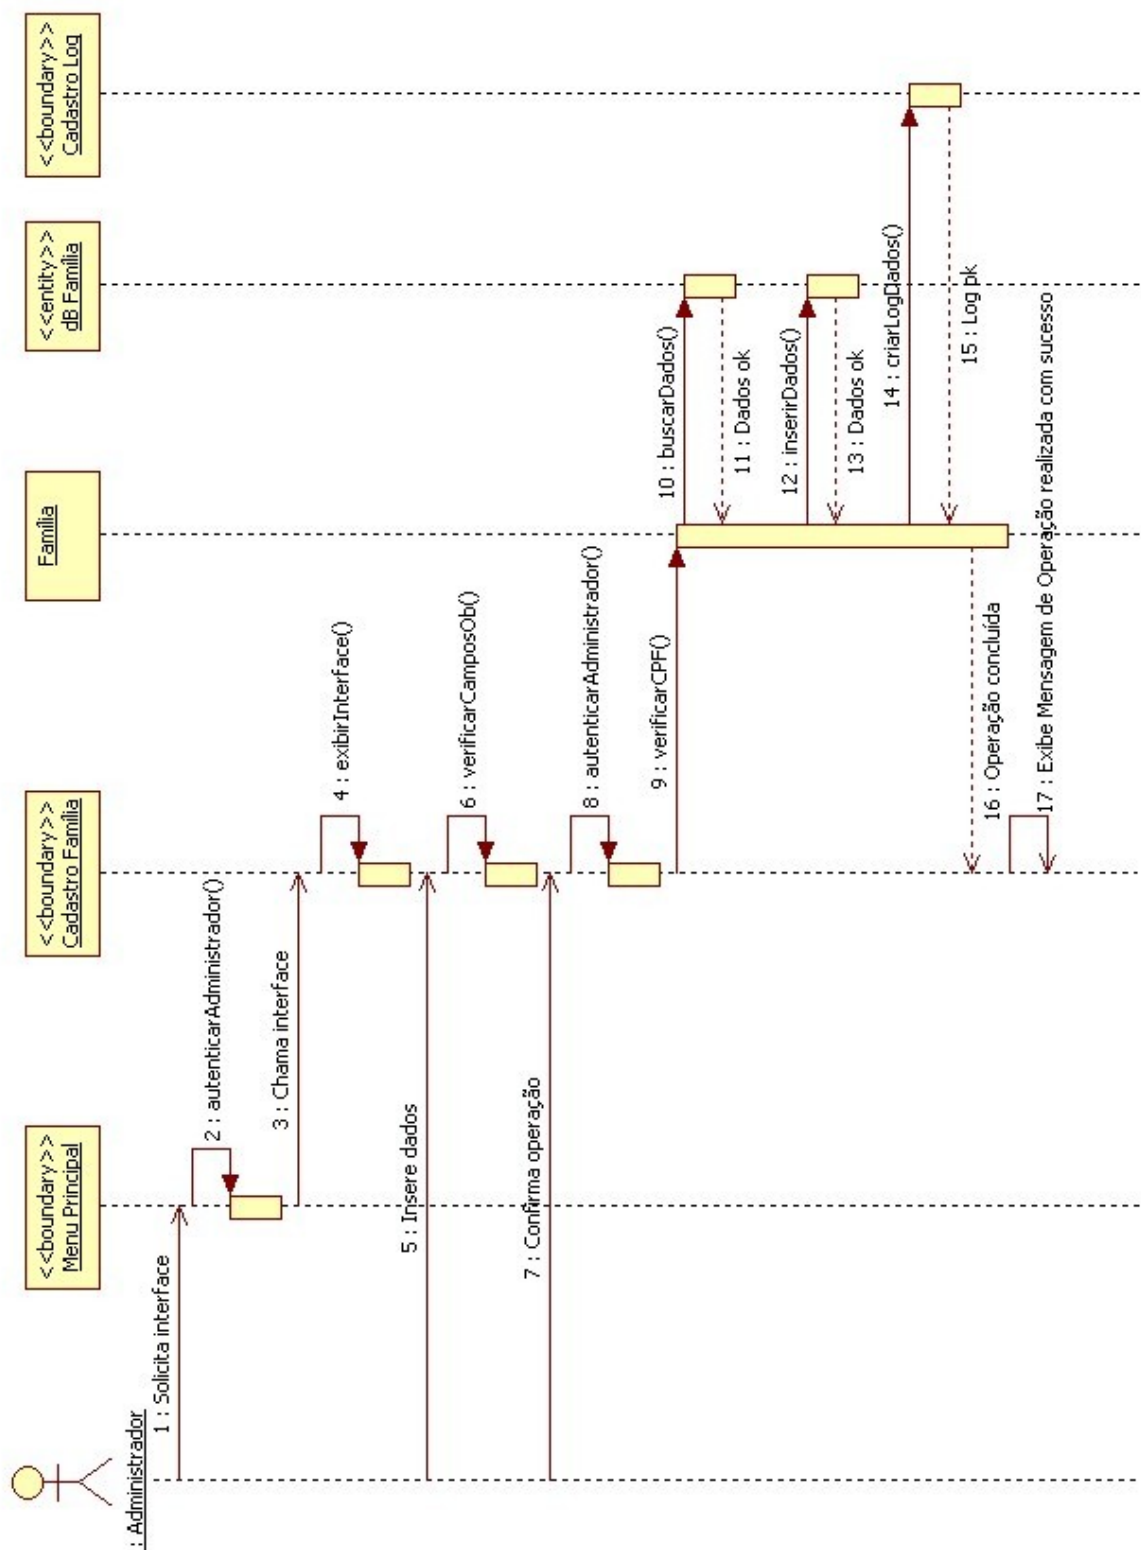 : Administrador
<<boundary>>
Menu Principal
<<boundary>>
Cadastro Família
Família
<<entity>>
dB Família
<<boundary>>
Cadastro Log
1 : Solicita interface
2 : autenticarAdministrador()
3 : Chama interface
4 : exibirInterface()
5 : Insere dados
6 : verificarCamposOb()
7 : Confirma operação
8 : autenticarAdministrador()
9 : verificarCPF()
10 : buscarDados()
11 : Dados ok
12 : inserirDados()
13 : Dados ok
14 : criarLogDados()
15 : Log pk
16 : Operação concluída
17 : Exibe Mensagem de Operação realizada com sucesso